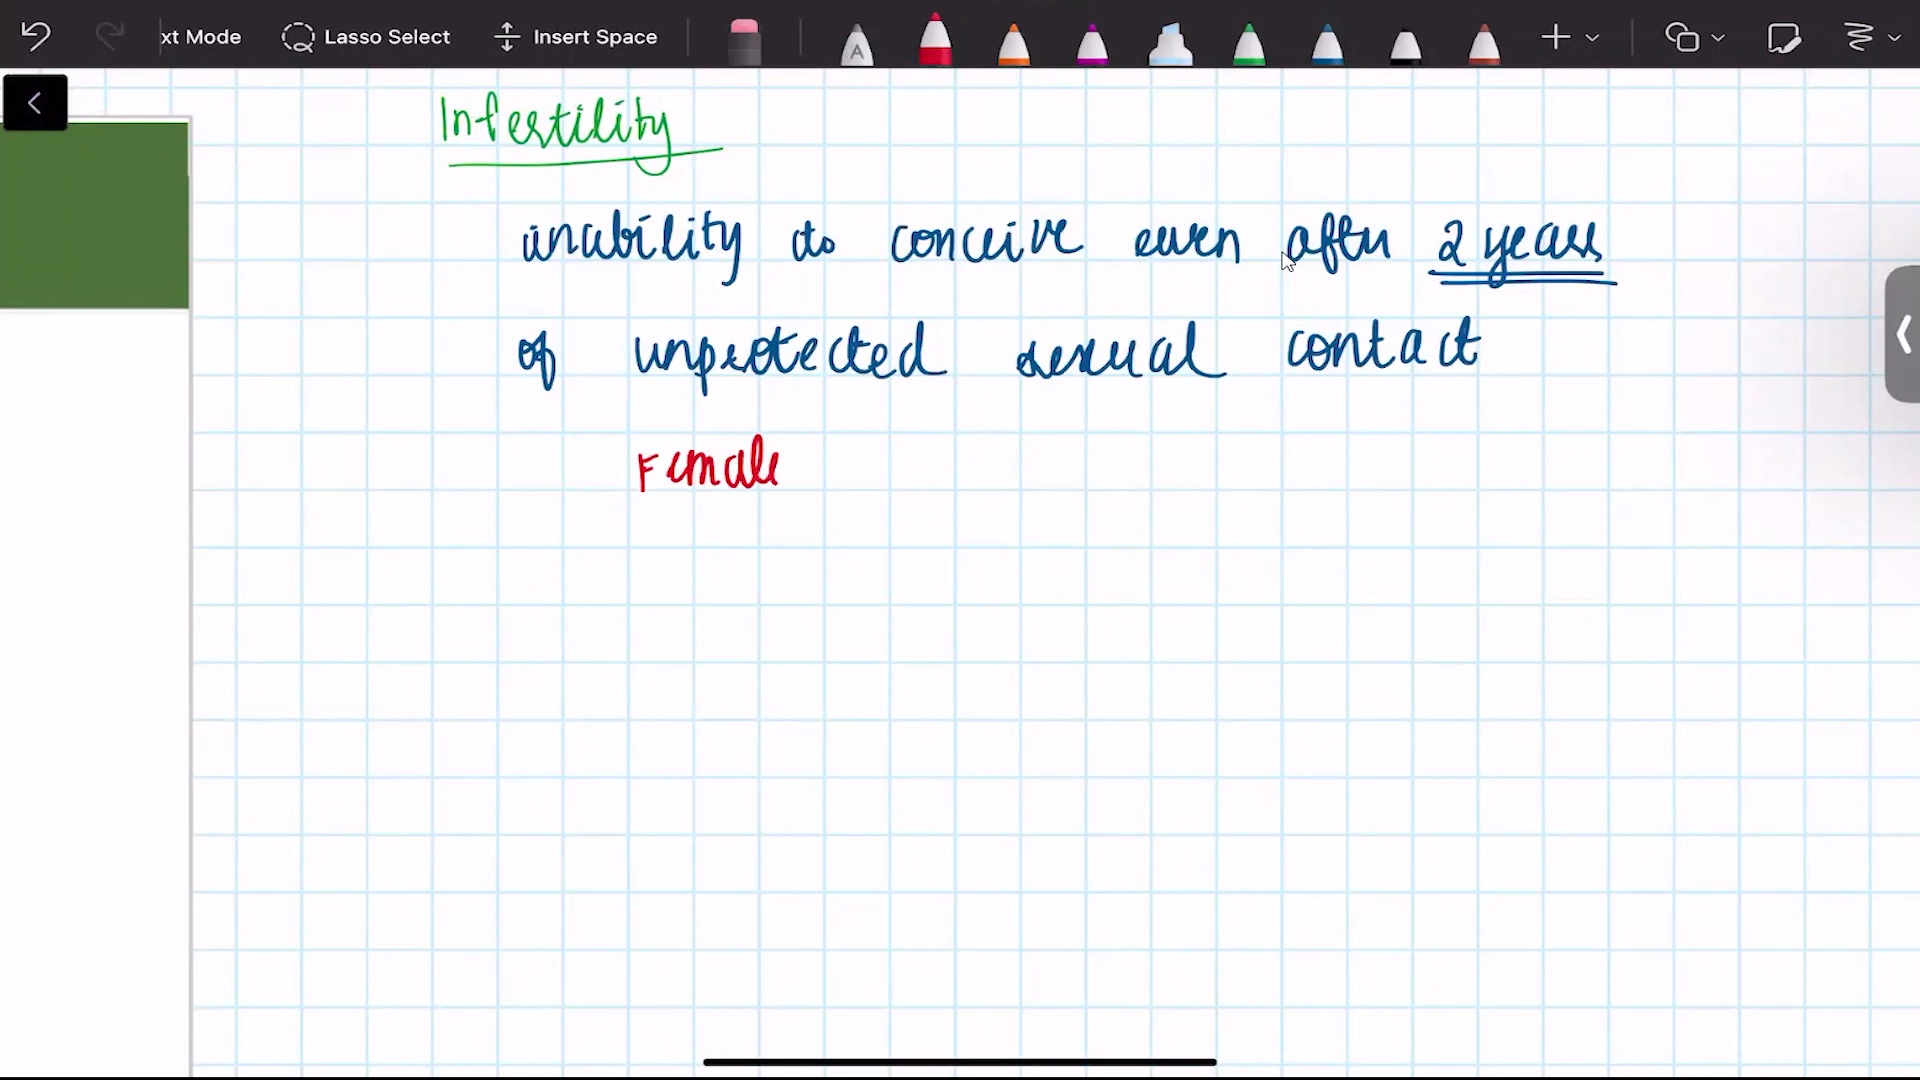 xt Mode Lasso Select Insert Space
A
Infertility
inability to conceive even after 2 years
of unprotected sexual contact
Female